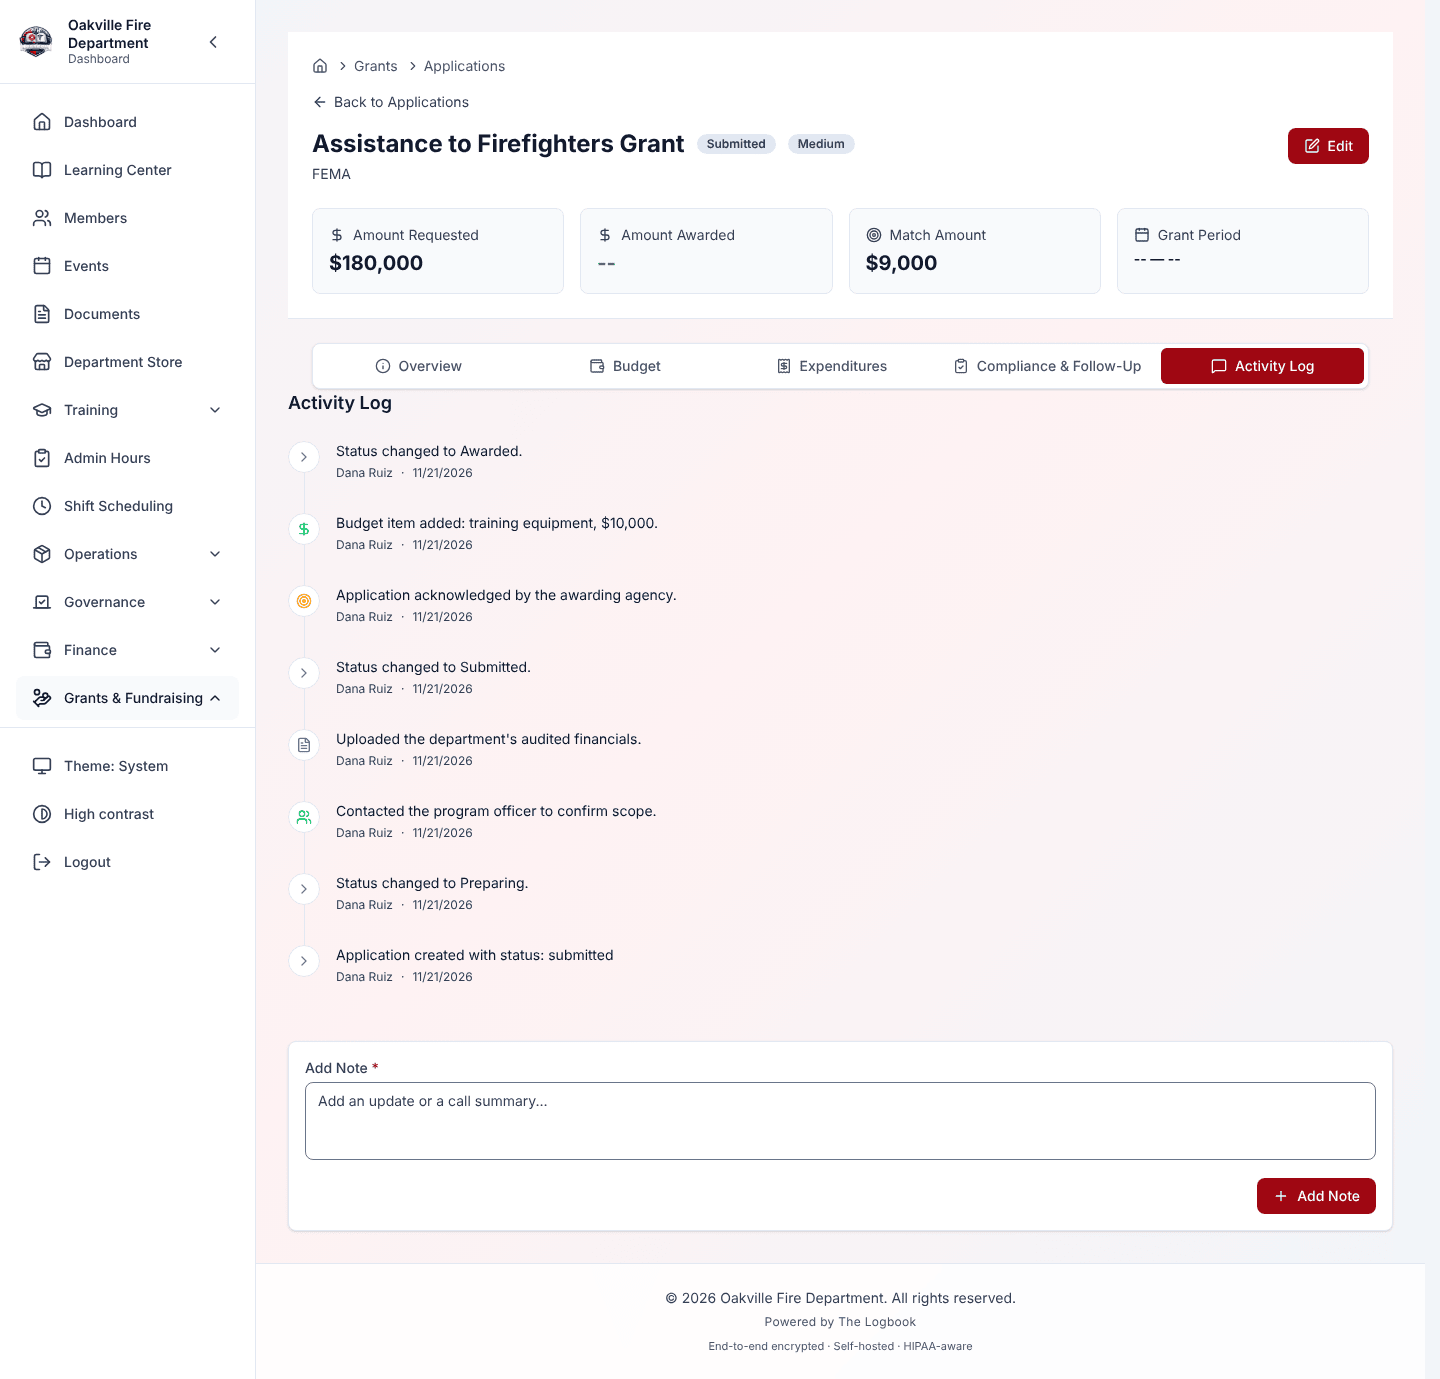 Oakville Fire
Department
Dashboard
Dashboard
Learning Center
Members
Events
Documents
Department Store
Training
Admin Hours
Shift Scheduling
Operations
Governance
Finance
Grants & Fundraising
Theme: System
High contrast
Logout
Grants
Applications
Back to Applications
Assistance to Firefighters Grant Submitted Medium
Edit
FEMA
Amount Requested
$180,000
Amount Awarded
--
Match Amount
$9,000
Grant Period
-- — --
Overview
Budget
Expenditures
Compliance & Follow-Up
Activity Log
Activity Log
Status changed to Awarded.
Dana Ruiz · 11/21/2026
Budget item added: training equipment, $10,000.
Dana Ruiz · 11/21/2026
Application acknowledged by the awarding agency.
Dana Ruiz · 11/21/2026
Status changed to Submitted.
Dana Ruiz · 11/21/2026
Uploaded the department's audited financials.
Dana Ruiz · 11/21/2026
Contacted the program officer to confirm scope.
Dana Ruiz · 11/21/2026
Status changed to Preparing.
Dana Ruiz · 11/21/2026
Application created with status: submitted
Dana Ruiz · 11/21/2026
Add Note *
Add an update or a call summary...
Add Note
© 2026 Oakville Fire Department. All rights reserved.
Powered by The Logbook
End-to-end encrypted · Self-hosted · HIPAA-aware